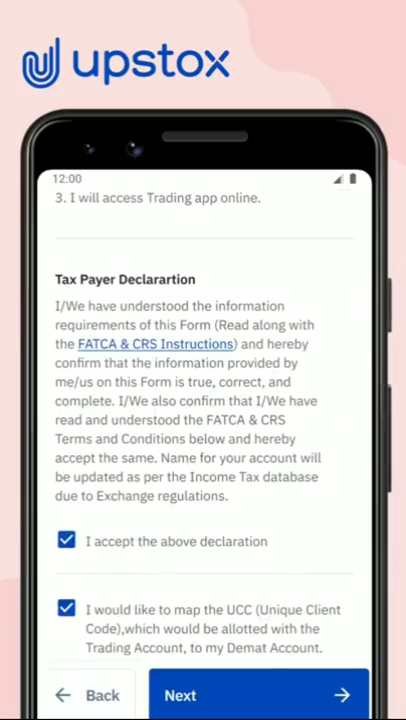 upstox
12:00
3. I will access Trading app online.
Tax Payer Declarartion
I/We have understood the information
requirements of this Form (Read along with
the FATCA & CRS Instructions) and hereby
confirm that the information provided by
me/us on this Form is true, correct, and
complete. I/We also confirm that I/We have
read and understood the FATCA & CRS
Terms and Conditions below and hereby
accept the same. Name for your account will
be updated as per the Income Tax database
due to Exchange regulations.
I accept the above declaration
I would like to map the UCC (Unique Client
Code),which would be allotted with the
Trading Account, to my Demat Account.
Back Next